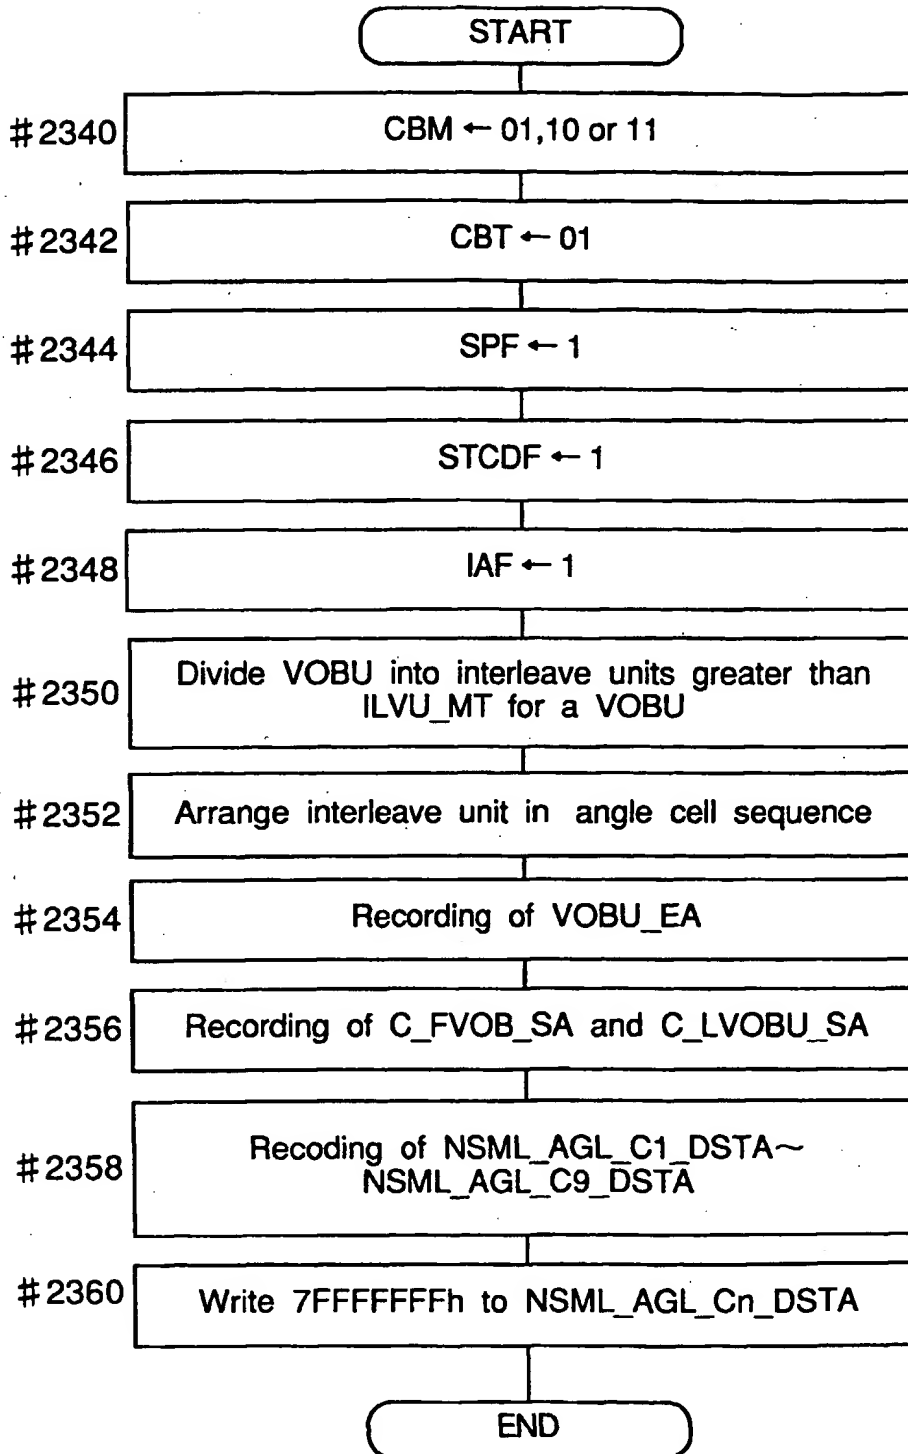 START
#2340 CBM ← 01,10 or 11
#2342 CBT ← 01
#2344 SPF ← 1
#2346 STCDF ← 1
#2348 IAF ← 1
#2350 Divide VOBU into interleave units greater than
ILVU_MT for a VOBU
#2352 Arrange interleave unit in angle cell sequence
#2354 Recording of VOBU_EA
#2356 Recording of C_FVOB_SA and C_LVOBU_SA
#2358 Recoding of NSML_AGL_C1_DSTA~
NSML_AGL_C9_DSTA
#2360 Write 7FFFFFFFh to NSML_AGL_Cn_DSTA
END